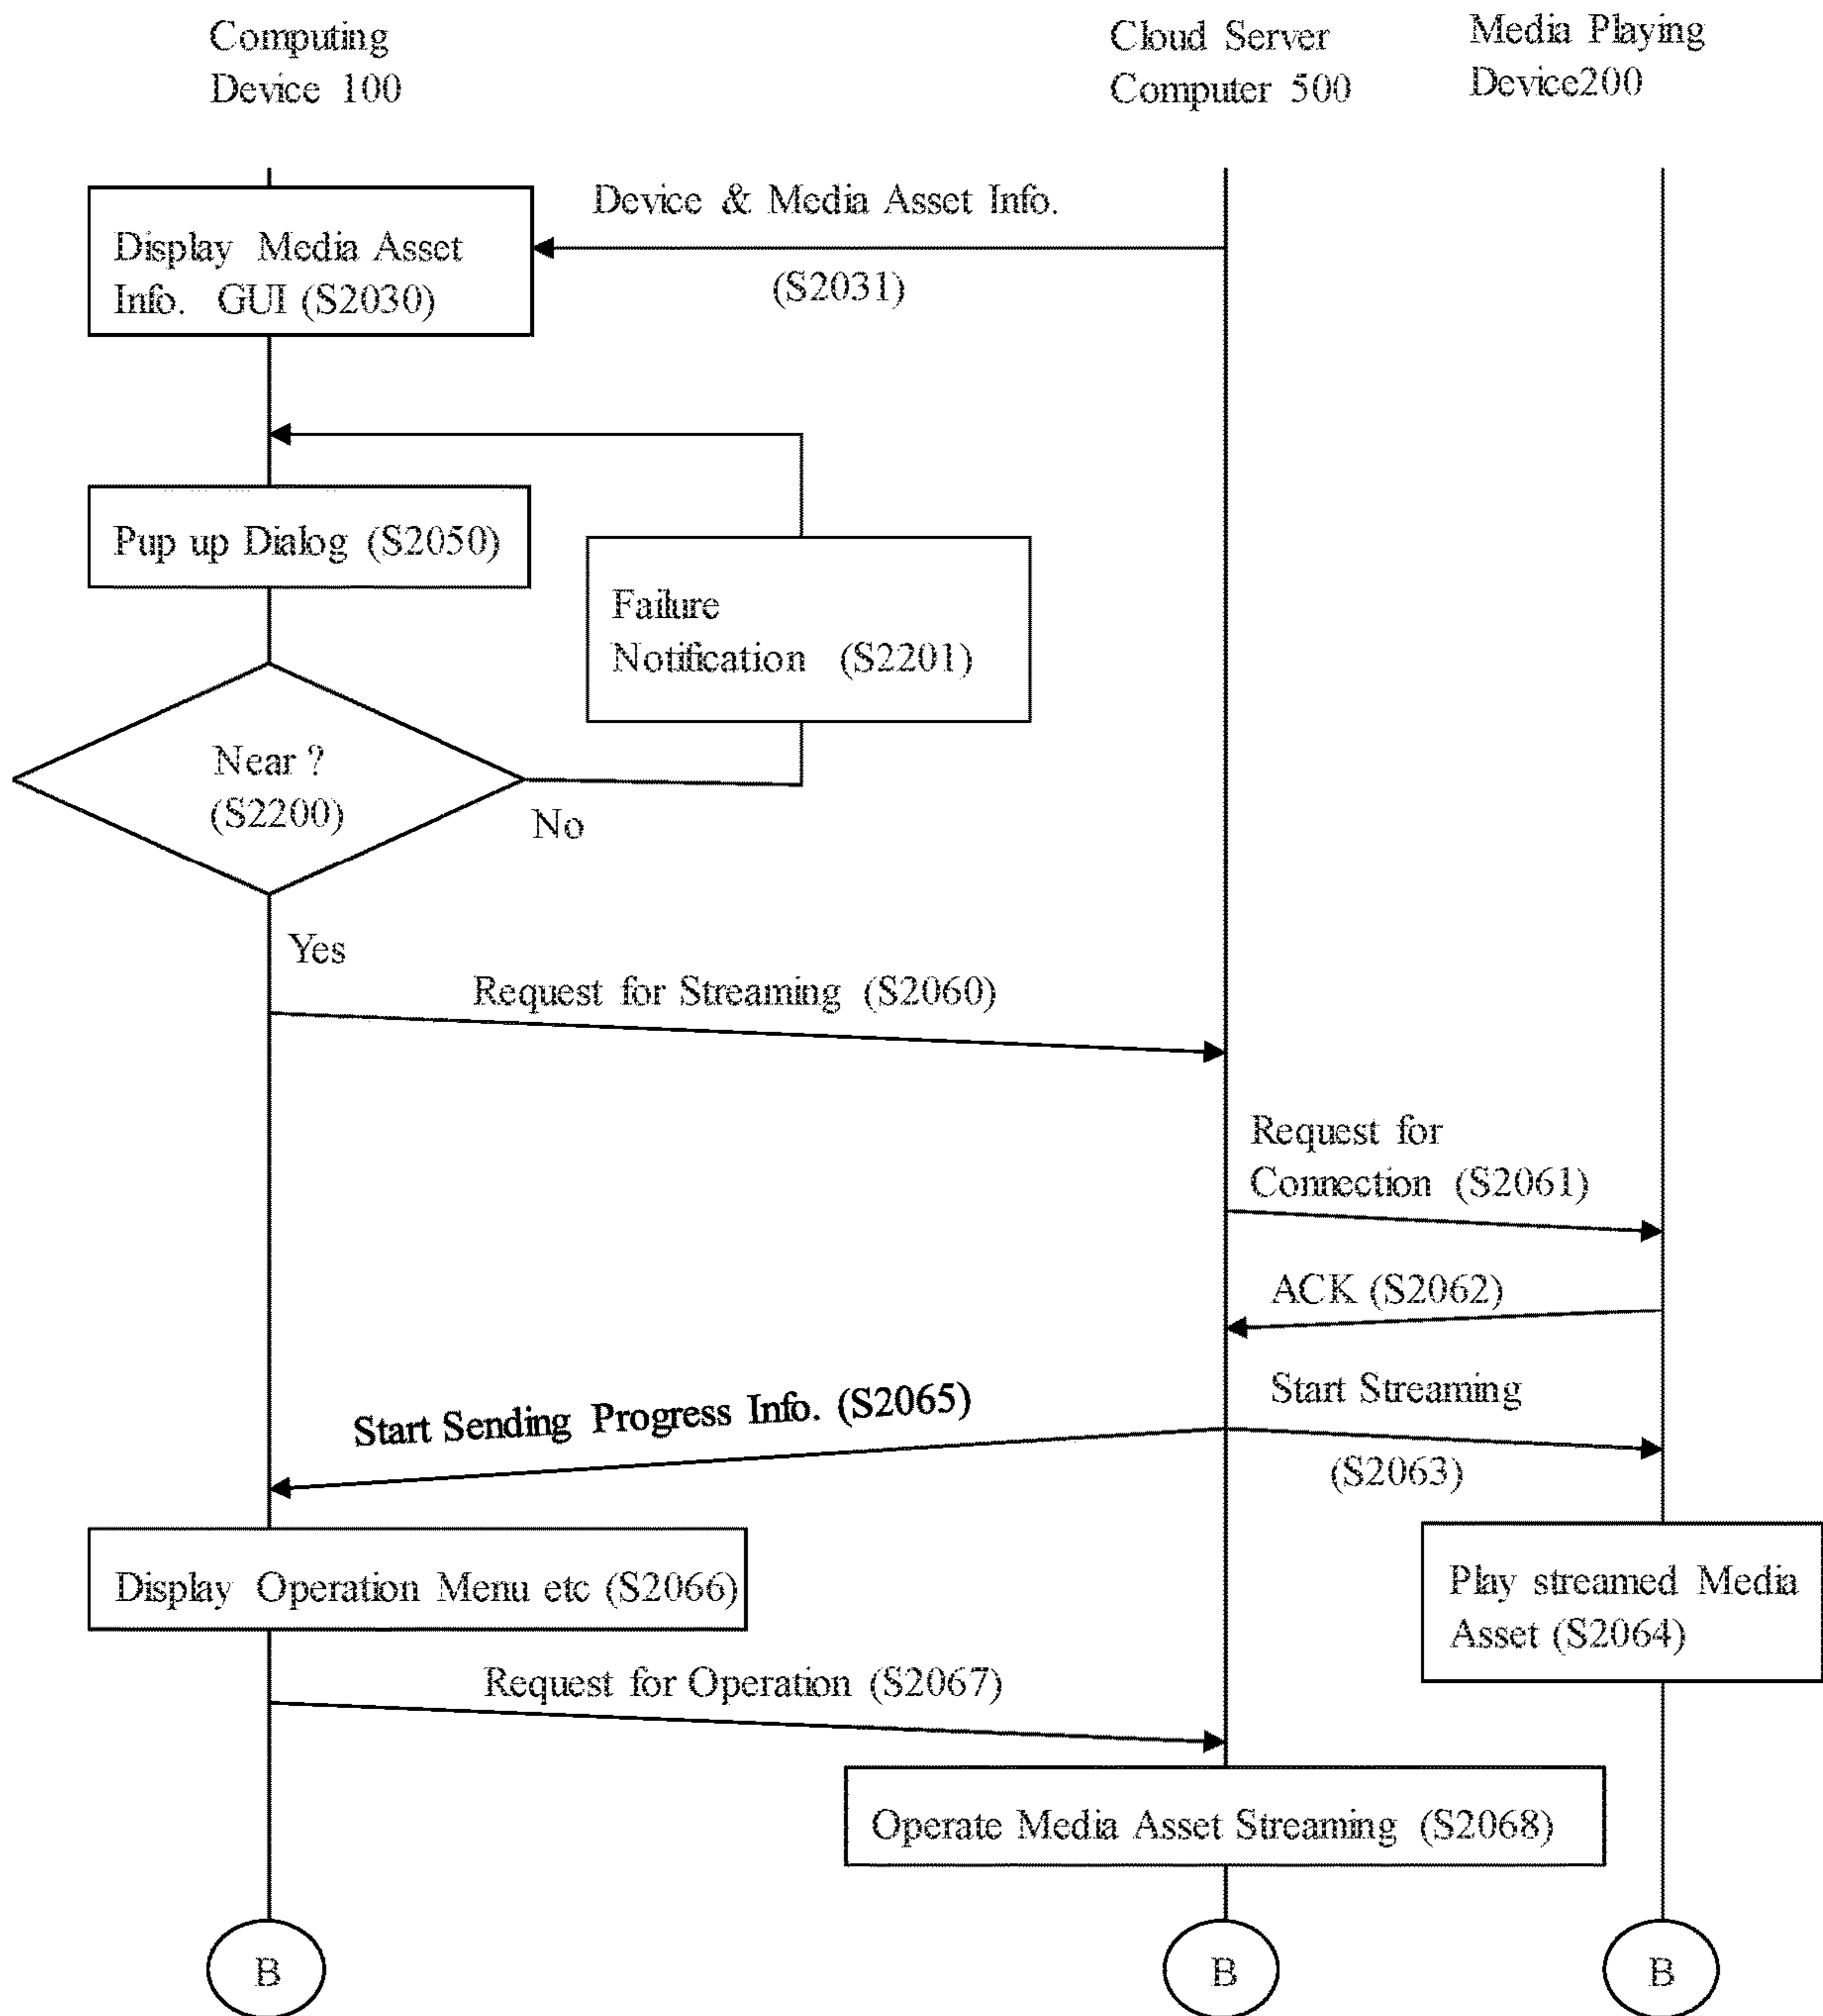 Computing
Device 100
Cloud Server
Computer 500
Media Playing
Device200
Device & Media Asset Info.
(S2031)
Display Media Asset
Info. GUI (S2030)
Pup up Dialog (S2050)
Failure
Notification (S2201)
Near ?
(S2200)
No
Yes
Request for Streaming (S2060)
Request for
Connection (S2061)
ACK (S2062)
Start Sending Progress Info. (S2065)
Start Streaming
(S2063)
Display Operation Menu etc (S2066)
Play streamed Media
Asset (S2064)
Request for Operation (S2067)
Operate Media Asset Streaming (S2068)
B
B
B